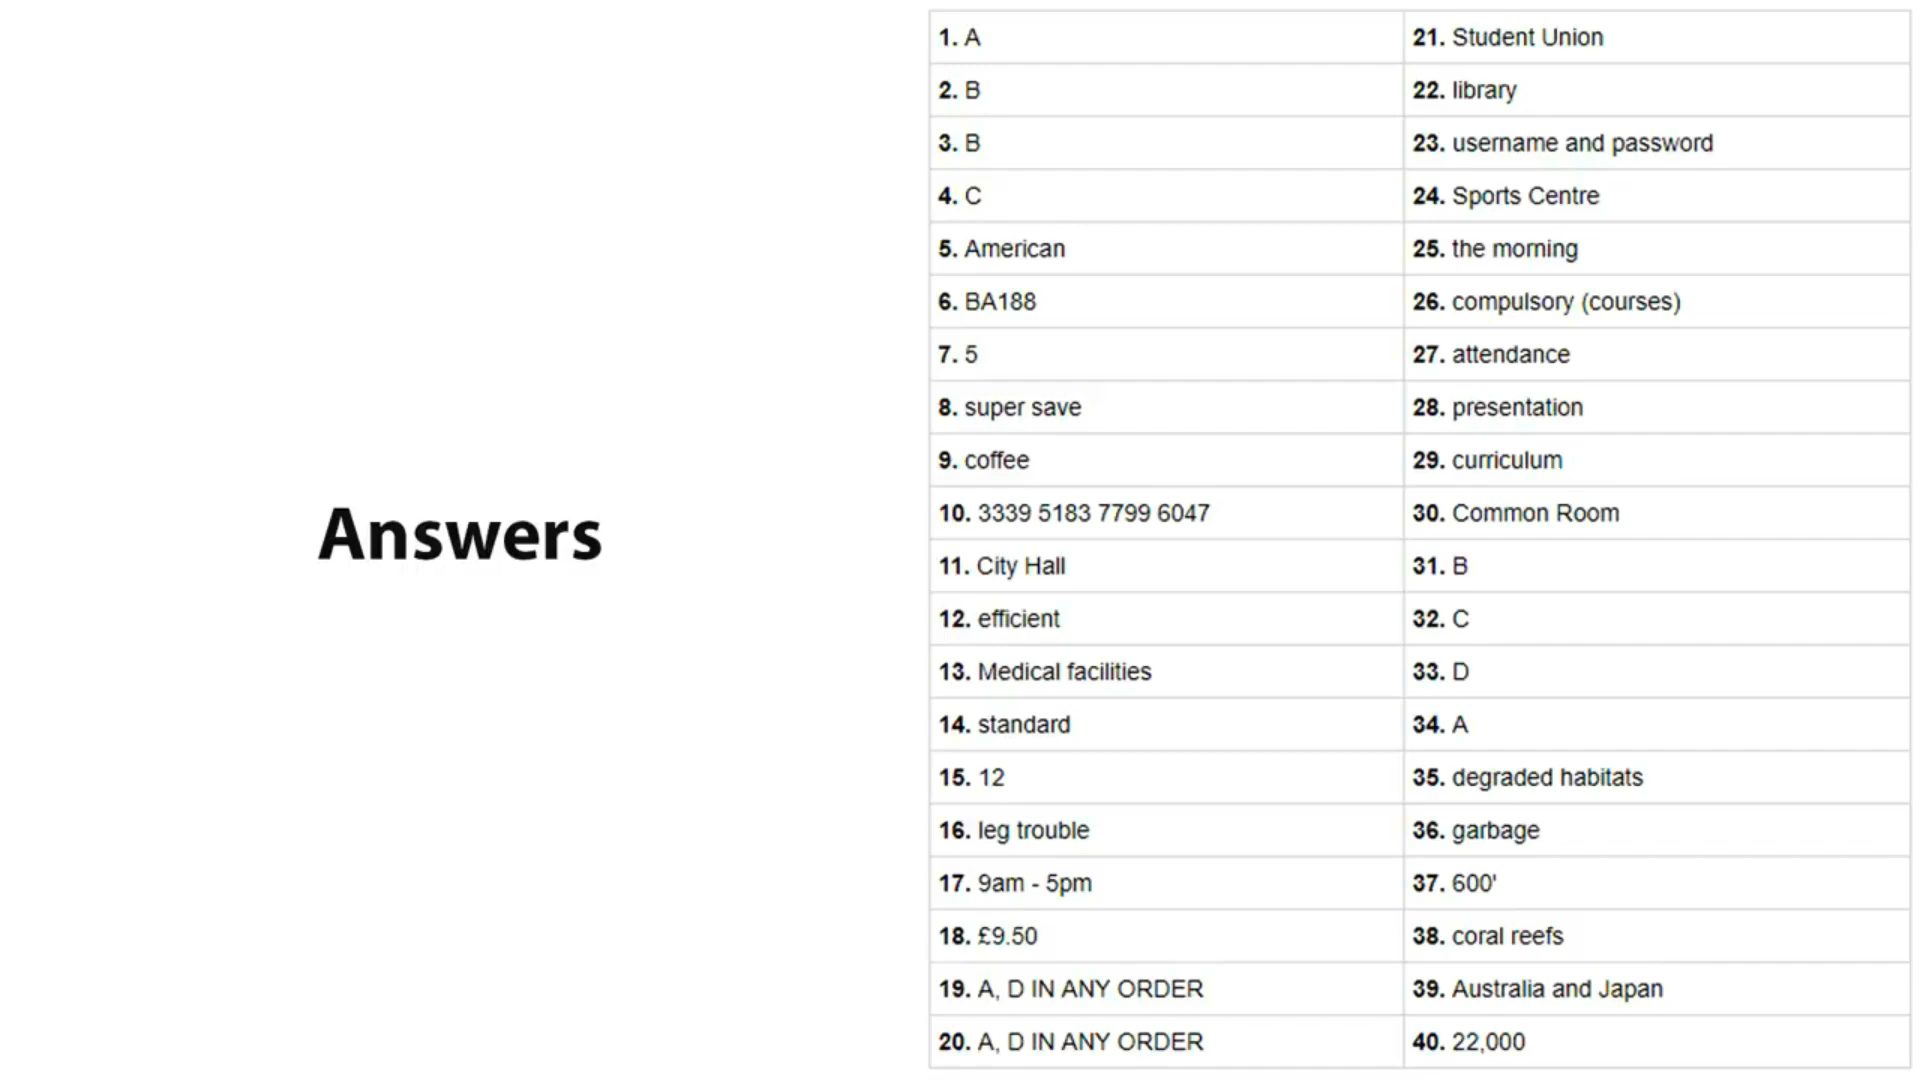 Answers
1. A
21. Student Union
2. B
22. library
3. B
23. username and password
4. C
24. Sports Centre
5. American
25. the morning
6. BA188
26. compulsory (courses)
7. 5
27. attendance
8. super save
28. presentation
9. coffee
29. curriculum
10. 3339 5183 7799 6047
30. Common Room
11. City Hall
31. B
12. efficient
32. C
13. Medical facilities
33. D
14. standard
34. A
15. 12
35. degraded habitats
16. leg trouble
36. garbage
17. 9am - 5pm
37. 600'
18. £9.50
38. coral reefs
19. A, D IN ANY ORDER
39. Australia and Japan
20. A, D IN ANY ORDER
40. 22,000